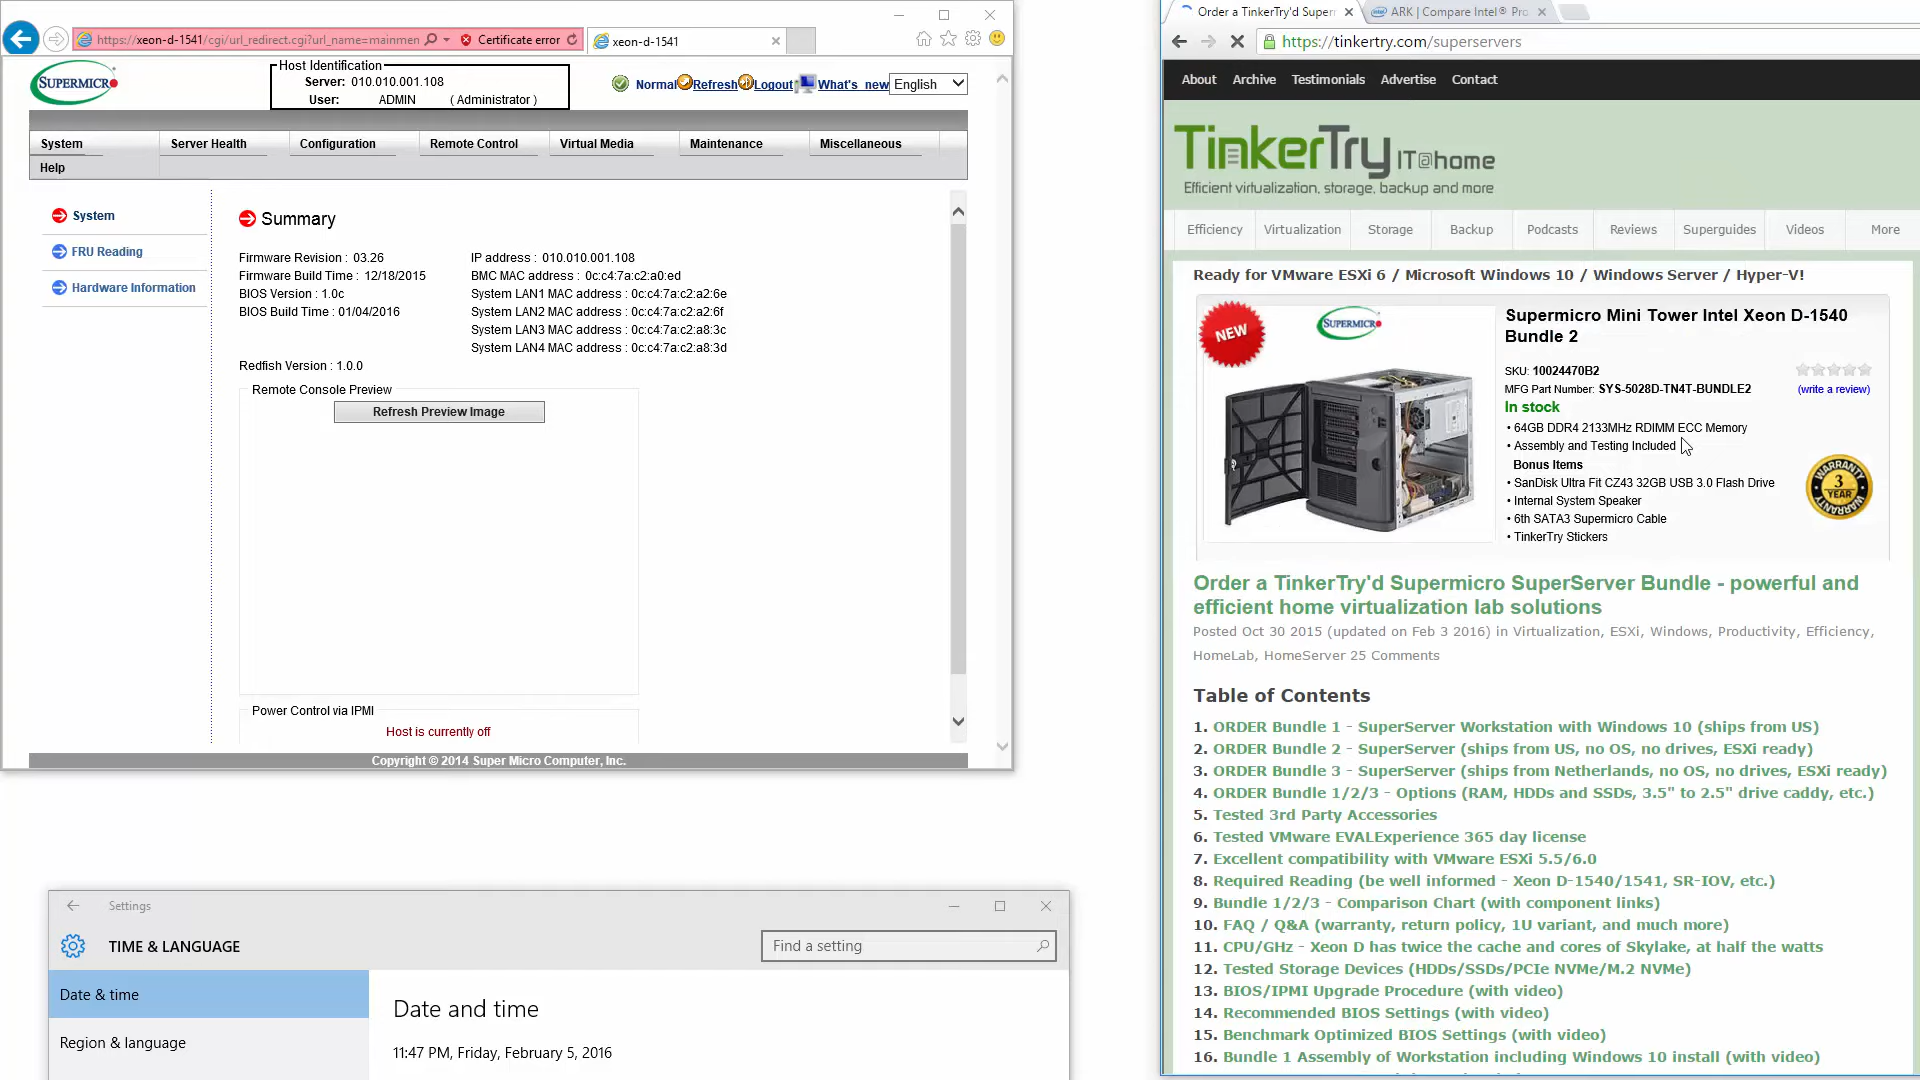 https://xeon-d-1541/cgi/url_redirect.cgi?url_name=mainmen
Certificate error
xeon-d-1541
SUPERMICR
Host Identification
Server: 010.010.001.108
User: ADMIN (Administrator)
Normal Refresh Logout What's new English
System
Server Health
Configuration
Remote Control
Virtual Media
Maintenance
Miscellaneous
Help
System
FRU Reading
Hardware Information
Summary
Firmware Revision : 03.26
Firmware Build Time : 12/18/2015
BIOS Version : 1.0c
BIOS Build Time : 01/04/2016
Redfish Version : 1.0.0
IP address : 010.010.001.108
BMC MAC address : 0c:c4:7a:c2:a0:ed
System LAN1 MAC address : 0c:c4:7a:c2:a2:6e
System LAN2 MAC address : 0c:c4:7a:c2:a2:6f
System LAN3 MAC address : 0c:c4:7a:c2:a8:3c
System LAN4 MAC address : 0c:c4:7a:c2:a8:3d
Remote Console Preview
Refresh Preview Image
Power Control via IPMI
Host is currently off
Copyright © 2014 Super Micro Computer, Inc.
Settings
TIME & LANGUAGE
Find a setting
Date & time
Region & language
Date and time
11:47 PM, Friday, February 5, 2016
Order a TinkerTry'd Supern
ARK | Compare Intel® Pro
https://tinkertry.com/superservers
About
Archive
Testimonials
Advertise
Contact
TinkerTry IT@home
Efficient virtualization, storage, backup and more
Efficiency
Virtualization
Storage
Backup
Podcasts
Reviews
Superguides
Videos
More
Ready for VMware ESXi 6 / Microsoft Windows 10 / Windows Server / Hyper-V!
NEW
SUPERMICR
Supermicro Mini Tower Intel Xeon D-1540
Bundle 2
SKU: 10024470B2
MFG Part Number: SYS-5028D-TN4T-BUNDLE2
(write a review)
In stock
• 64GB DDR4 2133MHz RDIMM ECC Memory
• Assembly and Testing Included
Bonus Items
• SanDisk Ultra Fit CZ43 32GB USB 3.0 Flash Drive
• Internal System Speaker
• 6th SATA3 Supermicro Cable
• TinkerTry Stickers
WARRANTY
3
YEAR
WARRANTY
Order a TinkerTry'd Supermicro SuperServer Bundle - powerful and
efficient home virtualization lab solutions
Posted Oct 30 2015 (updated on Feb 3 2016) in Virtualization, ESXi, Windows, Productivity, Efficiency,
HomeLab, HomeServer 25 Comments
Table of Contents
1. ORDER Bundle 1 - SuperServer Workstation with Windows 10 (ships from US)
2. ORDER Bundle 2 - SuperServer (ships from US, no OS, no drives, ESXi ready)
3. ORDER Bundle 3 - SuperServer (ships from Netherlands, no OS, no drives, ESXi ready)
4. ORDER Bundle 1/2/3 - Options (RAM, HDDs and SSDs, 3.5" to 2.5" drive caddy, etc.)
5. Tested 3rd Party Accessories
6. Tested VMware EVALExperience 365 day license
7. Excellent compatibility with VMware ESXi 5.5/6.0
8. Required Reading (be well informed - Xeon D-1540/1541, SR-IOV, etc.)
9. Bundle 1/2/3 - Comparison Chart (with component links)
10. FAQ / Q&A (warranty, return policy, 1U variant, and much more)
11. CPU/GHz - Xeon D has twice the cache and cores of Skylake, at half the watts
12. Tested Storage Devices (HDDs/SSDs/PCIe NVMe/M.2 NVMe)
13. BIOS/IPMI Upgrade Procedure (with video)
14. Recommended BIOS Settings (with video)
15. Benchmark Optimized BIOS Settings (with video)
16. Bundle 1 Assembly of Workstation including Windows 10 install (with video)